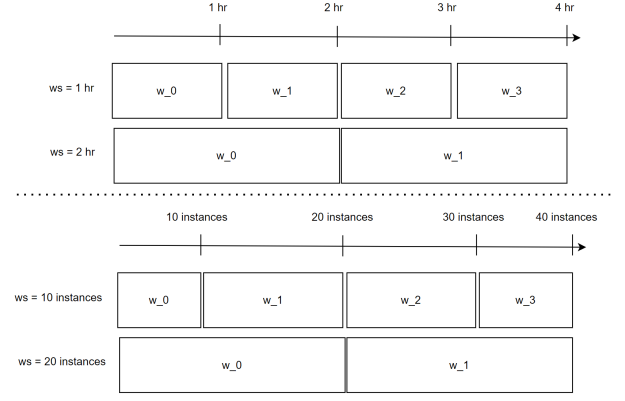 1 hr 2 hr 3 hr 4 hr
ws = 1 hr w_0 w_1 w_2 w_3
ws = 2 hr w_0 w_1
10 instances 20 instances 30 instances 40 instances
ws = 10 instances w_0 w_1 w_2 w_3
ws = 20 instances w_0 w_1